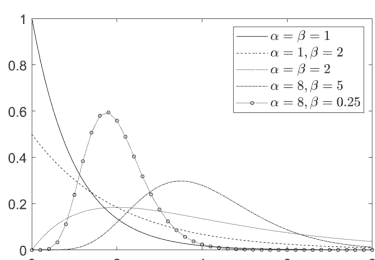 1
0.8
0.6
0.4
0.2
0
α = β = 1
α = 1, β = 2
α = β = 2
α = 8, β = 5
α = 8, β = 0.25